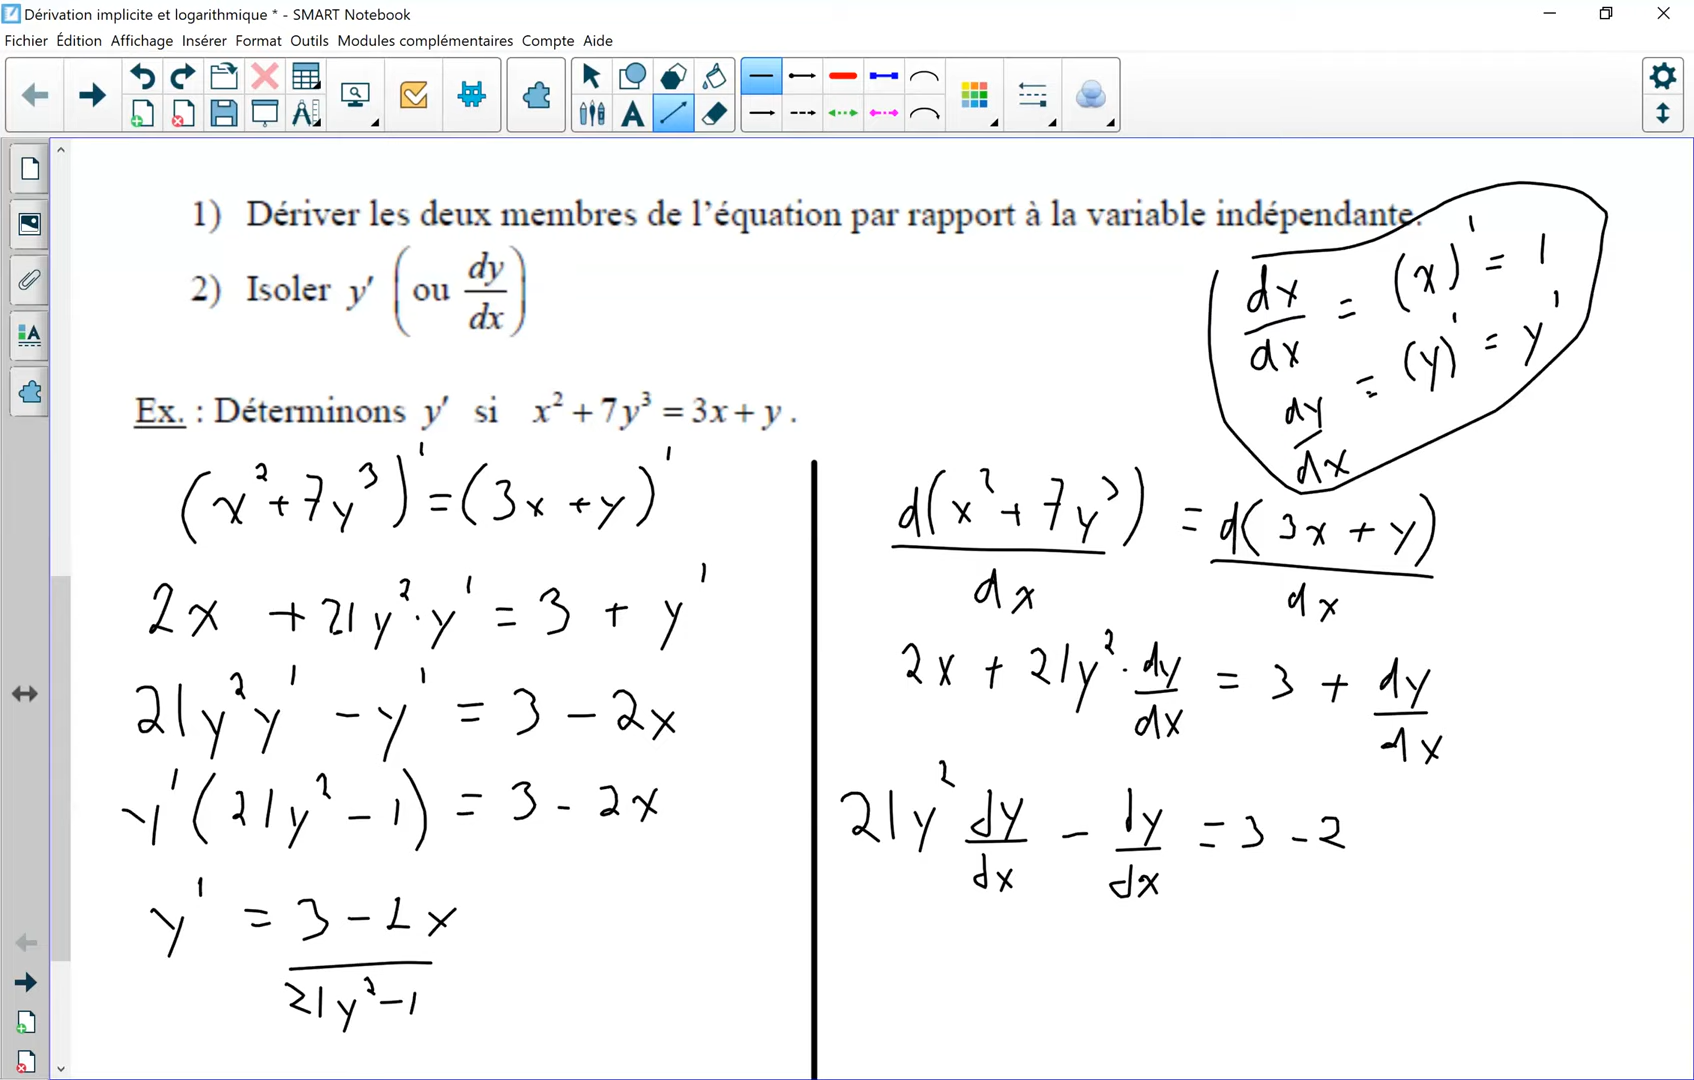 Dérivation implicite et logarithmique * - SMART Notebook
Fichier Édition Affichage Insérer Format Outils Modules complémentaires Compte Aide
1) Dériver les deux membres de l'équation par rapport à la variable indépendante.
2) Isoler y' (ou dy/dx)
dx/dx = (x)' = 1
dy/dx = (y)' = y'
Ex. : Déterminons y' si x² + 7y³ = 3x + y.
(x² + 7y³)' = (3x + y)'
2x + 21y² · y' = 3 + y'
21y²y' - y' = 3 - 2x
y'(21y² - 1) = 3 - 2x
y' = (3 - 2x)/(21y² - 1)
d(x² + 7y³)/dx = d(3x + y)/dx
2x + 21y² · dy/dx = 3 + dy/dx
21y² dy/dx - dy/dx = 3 - 2